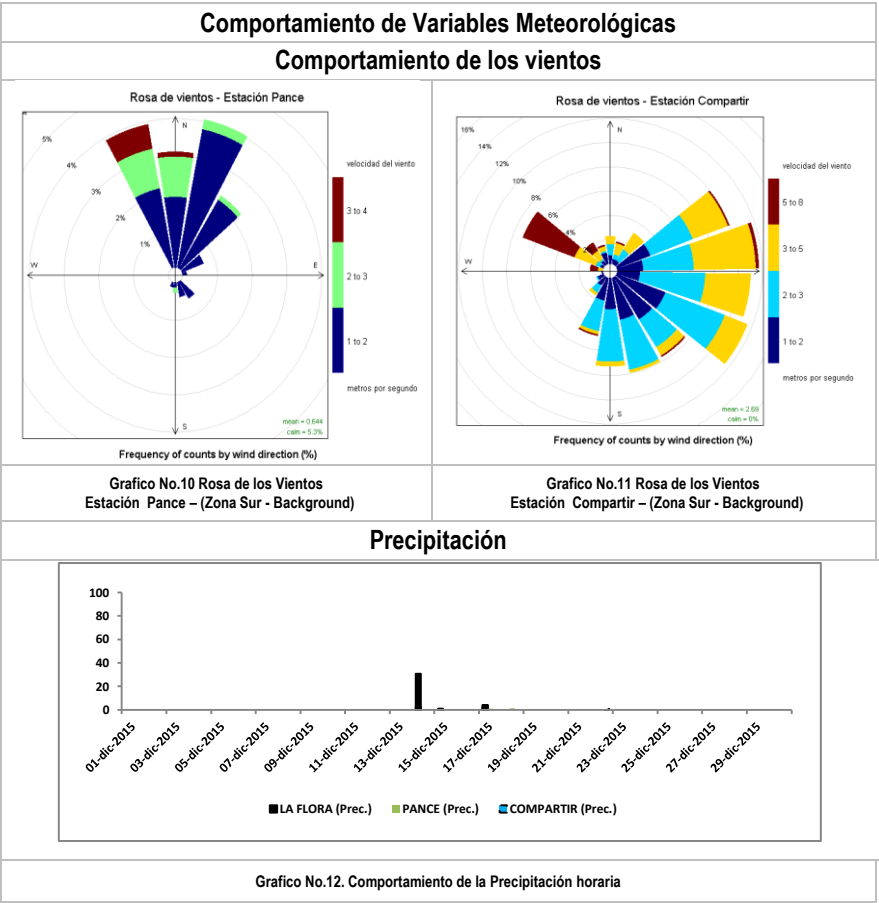 Comportamiento de Variables Meteorológicas
Comportamiento de los vientos
Rosa de vientos - Estación Pance
N
5%
4%
3%
2%
1%
W
E
S
velocidad del viento
3 to 4
2 to 3
1 to 2
metros por segundo
mean = 0.644
calm = 5.3%
Frequency of counts by wind direction (%)
Rosa de vientos - Estación Compartir
N
16%
14%
12%
10%
8%
6%
4%
W
S
velocidad del viento
5 to 8
3 to 5
2 to 3
1 to 2
metros por segundo
mean = 2.69
calm = 0%
Frequency of counts by wind direction (%)
Grafico No.10 Rosa de los Vientos
Estación Pance – (Zona Sur - Background)
Grafico No.11 Rosa de los Vientos
Estación Compartir – (Zona Sur - Background)
Precipitación
100
80
60
40
20
0
01-dic-2015
03-dic-2015
05-dic-2015
07-dic-2015
09-dic-2015
11-dic-2015
13-dic-2015
15-dic-2015
17-dic-2015
19-dic-2015
21-dic-2015
23-dic-2015
25-dic-2015
27-dic-2015
29-dic-2015
LA FLORA (Prec.) PANCE (Prec.) COMPARTIR (Prec.)
Grafico No.12. Comportamiento de la Precipitación horaria